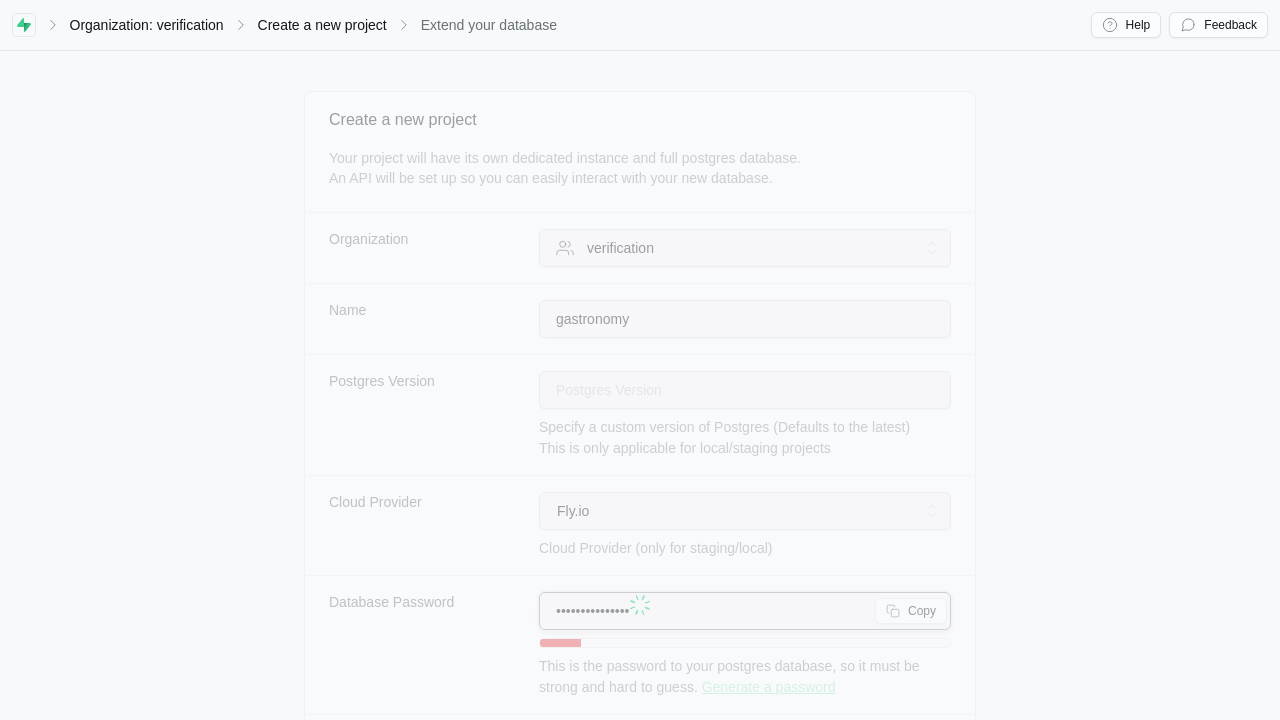 Organization: verification
Create a new project
Extend your database
Help
Feedback
Create a new project
Your project will have its own dedicated instance and full postgres database.
An API will be set up so you can easily interact with your new database.
Organization
verification
Name
gastronomy
Postgres Version
Postgres Version
Specify a custom version of Postgres (Defaults to the latest)
This is only applicable for local/staging projects
Cloud Provider
Fly.io
Cloud Provider (only for staging/local)
Database Password
•••••••••••••••
Copy
This is the password to your postgres database, so it must be
strong and hard to guess. Generate a password